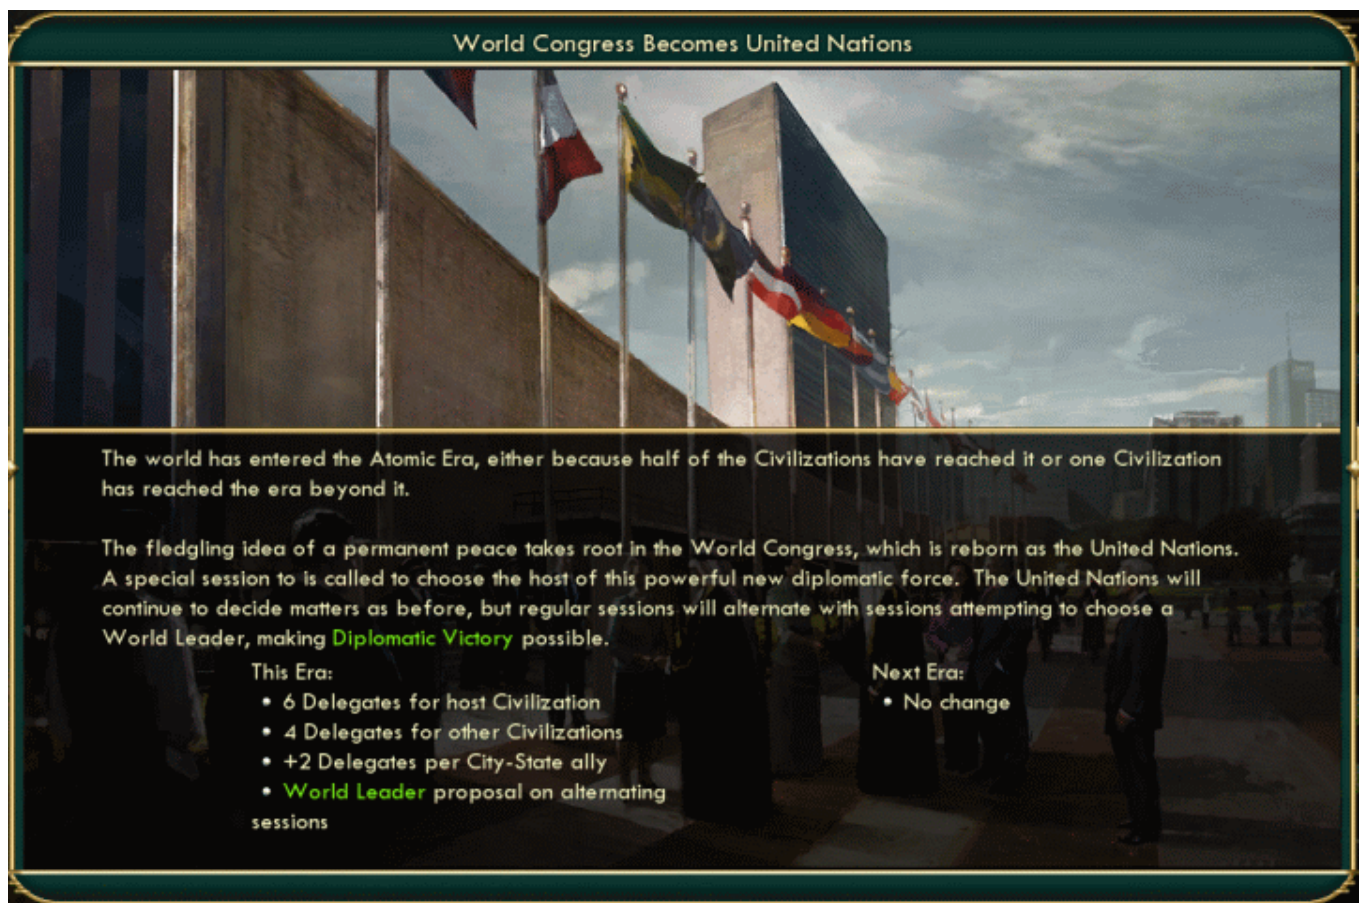 World Congress Becomes United Nations
The world has entered the Atomic Era, either because half of the Civilizations have reached it or one Civilization
has reached the era beyond it.
The fledgling idea of a permanent peace takes root in the World Congress, which is reborn as the United Nations.
A special session to is called to choose the host of this powerful new diplomatic force. The United Nations will
continue to decide matters as before, but regular sessions will alternate with sessions attempting to choose a
World Leader, making Diplomatic Victory possible.
This Era:
• 6 Delegates for host Civilization
• 4 Delegates for other Civilizations
• +2 Delegates per City-State ally
• World Leader proposal on alternating
sessions
Next Era:
• No change